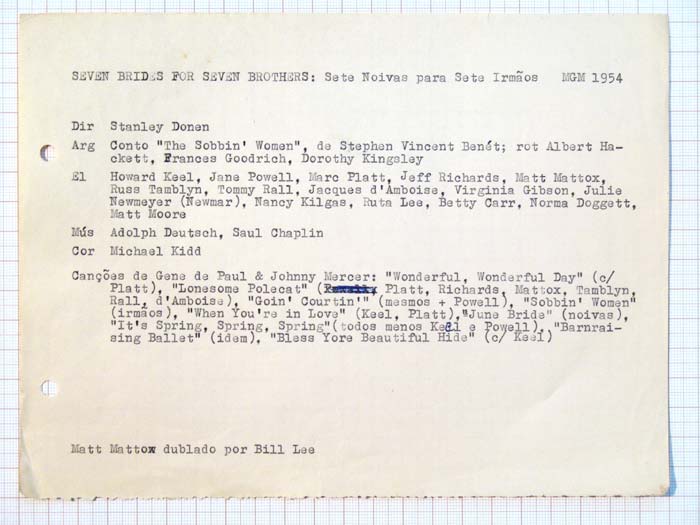 SEVEN BRIDES FOR SEVEN BROTHERS: Sete Noivas para Sete Irmãos MGM 1954
Dir Stanley Donen
Arg Conto "The Sobbin' Women", de Stephen Vincent Benét; rot Albert Ha-
ckett, Frances Goodrich, Dorothy Kingsley
El Howard Keel, Jane Powell, Marc Platt, Jeff Richards, Matt Mattox,
Russ Tamblyn, Tommy Rall, Jacques d'Amboise, Virginia Gibson, Julie
Newmeyer (Newmar), Nancy Kilgas, Ruta Lee, Betty Carr, Norma Doggett,
Matt Moore
Mús Adolph Deutsch, Saul Chaplin
Cor Michael Kidd
Canções de Gene de Paul & Johnny Mercer: "Wonderful, Wonderful Day" (c/
Platt), "Lonesome Polecat" ( Platt, Richards, Mattox, Tamblyn,
Rall, d'Amboise), "Goin' Courtin'" (mesmos + Powell), "Sobbin' Women"
(irmãos), "When You're in Love" (Keel, Platt),"June Bride" (noivas),
"It's Spring, Spring, Spring"(todos menos Keel e Powell), "Barnrai-
sing Ballet" (idem), "Bless Yore Beautiful Hide" (c/ Keel)
Matt Mattox dublado por Bill Lee